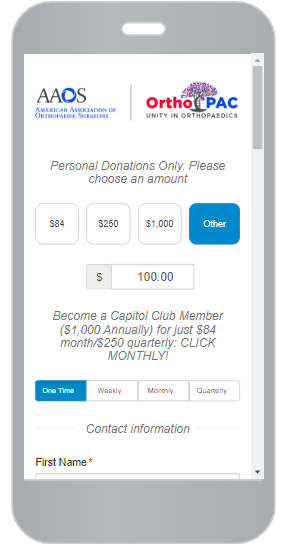 AAOS
AMERICAN ASSOCIATION OF
ORTHOPAEDIC SURGEONS
OrthoPAC
UNITY IN ORTHOPAEDICS
Personal Donations Only. Please
choose an amount
$84 $250 $1,000 Other
$ 100.00
Become a Capitol Club Member
($1,000 Annually) for just $84
month/$250 quarterly: CLICK
MONTHLY!
One Time Weekly Monthly Quarterly
Contact information
First Name*